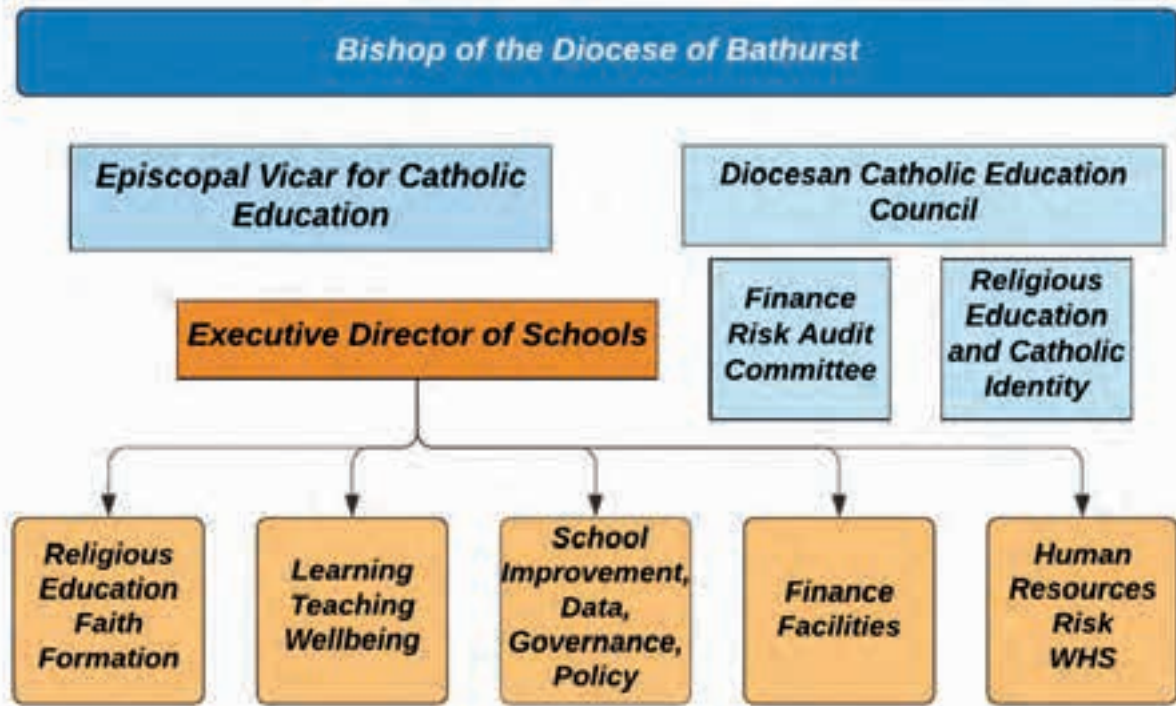 Bishop of the Diocese of Bathurst
Episcopal Vicar for Catholic
Education
Diocesan Catholic Education
Council
Finance
Risk Audit
Committee
Religious
Education
and Catholic
Identity
Executive Director of Schools
Religious
Education
Faith
Formation
Learning
Teaching
Wellbeing
School
Improvement,
Data,
Governance,
Policy
Finance
Facilities
Human
Resources
Risk
WHS